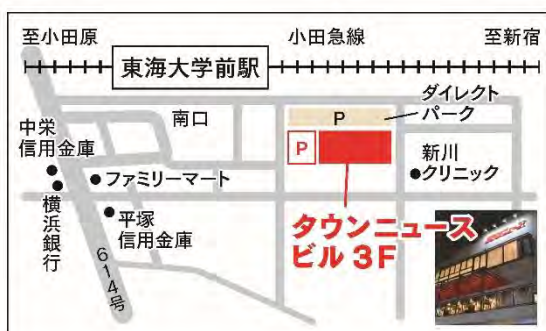 至小田原
小田急線
至新宿
東海大学前駅
南口
ダイレクト
パーク
P
P
中栄
信用金庫
ファミリーマート
新川
クリニック
横浜
銀行
平塚
信用金庫
タウンニュース
ビル 3F
614号